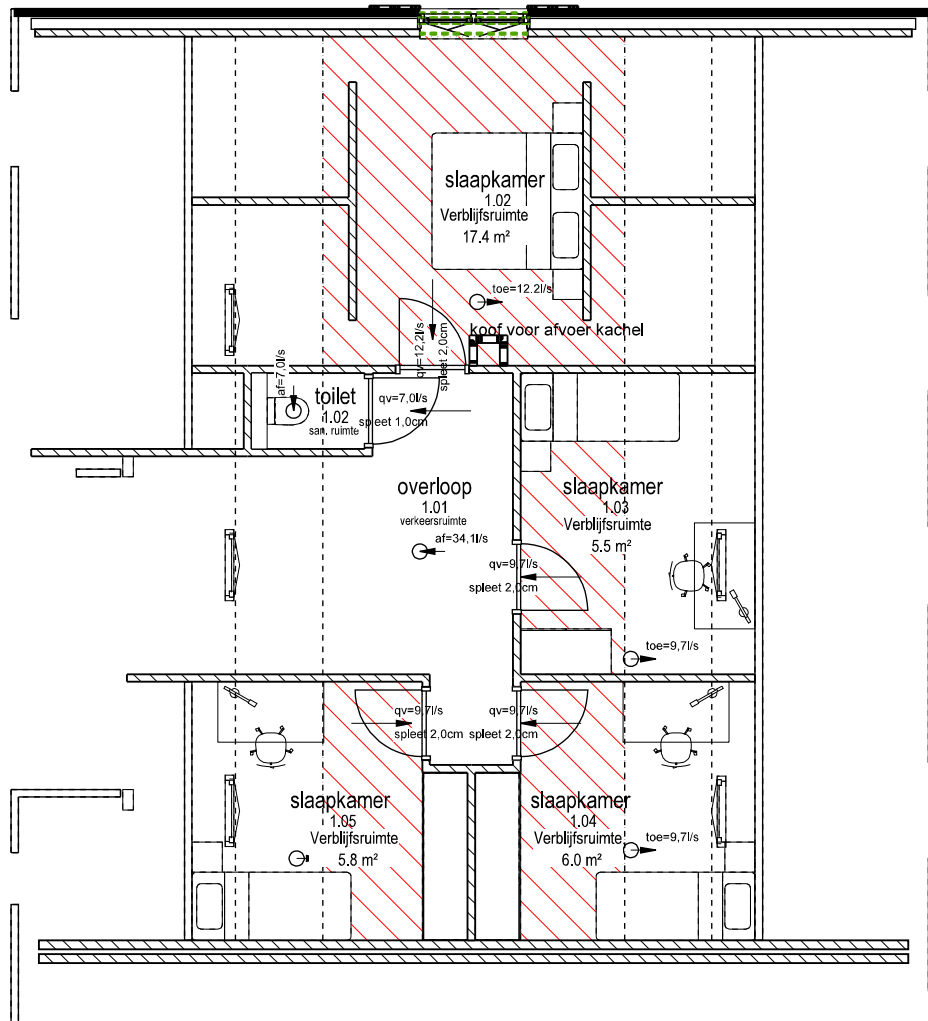 slaapkamer
1.02
Verblijfsruimte
17.4 m²
toe=12.2l/s
koof voor afvoer kachel
qv=12,2l/s
spleet 2,0cm
af=7,0l/s
toilet
1.02
san. ruimte
qv=7,0l/s
spleet 1,0cm
overloop
1.01
verkeersruimte
af=34,1l/s
slaapkamer
1.03
Verblijfsruimte
5.5 m²
qv=9,7l/s
spleet 2,0cm
toe=9,7l/s
qv=9,7l/s
spleet 2,0cm
qv=9,7l/s
spleet 2,0cm
slaapkamer
1.05
Verblijfsruimte
5.8 m²
slaapkamer
1.04
Verblijfsruimte
6.0 m²
toe=9,7l/s